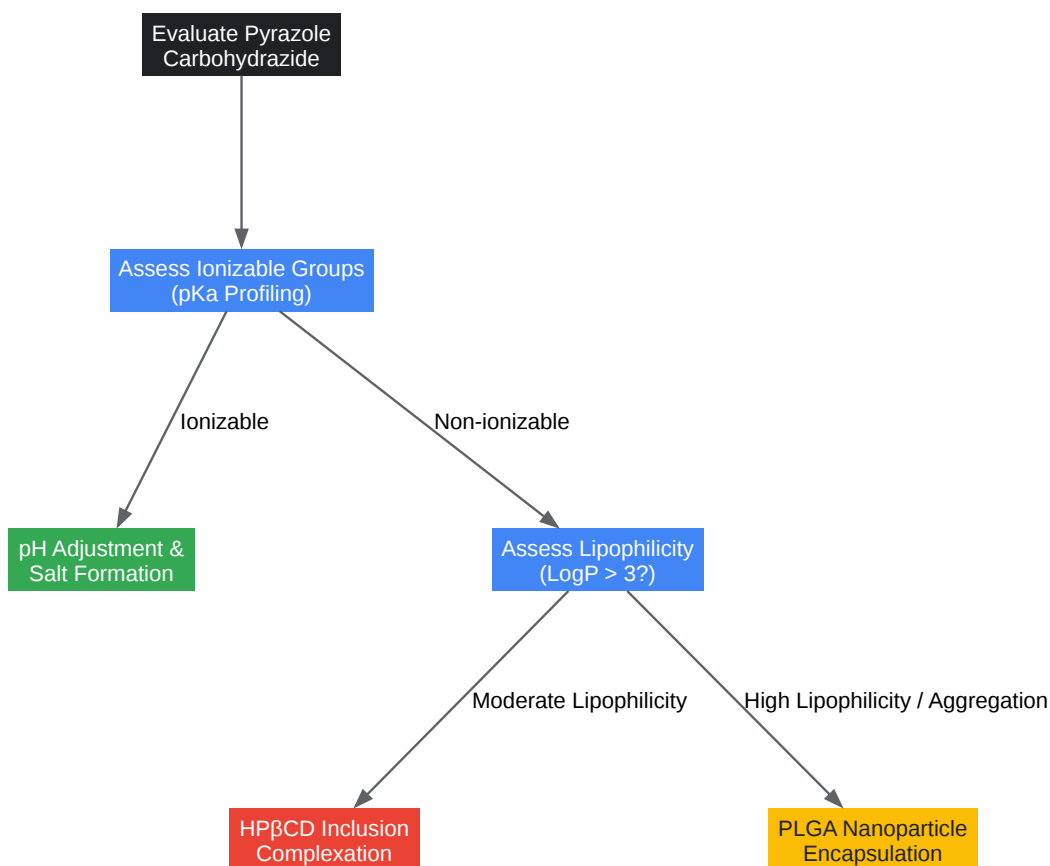 Evaluate Pyrazole
Carbohydrazide
Assess Ionizable Groups
(pKa Profiling)
Ionizable
Non-ionizable
pH Adjustment &
Salt Formation
Assess Lipophilicity
(LogP > 3?)
Moderate Lipophilicity
High Lipophilicity / Aggregation
HPβCD Inclusion
Complexation
PLGA Nanoparticle
Encapsulation